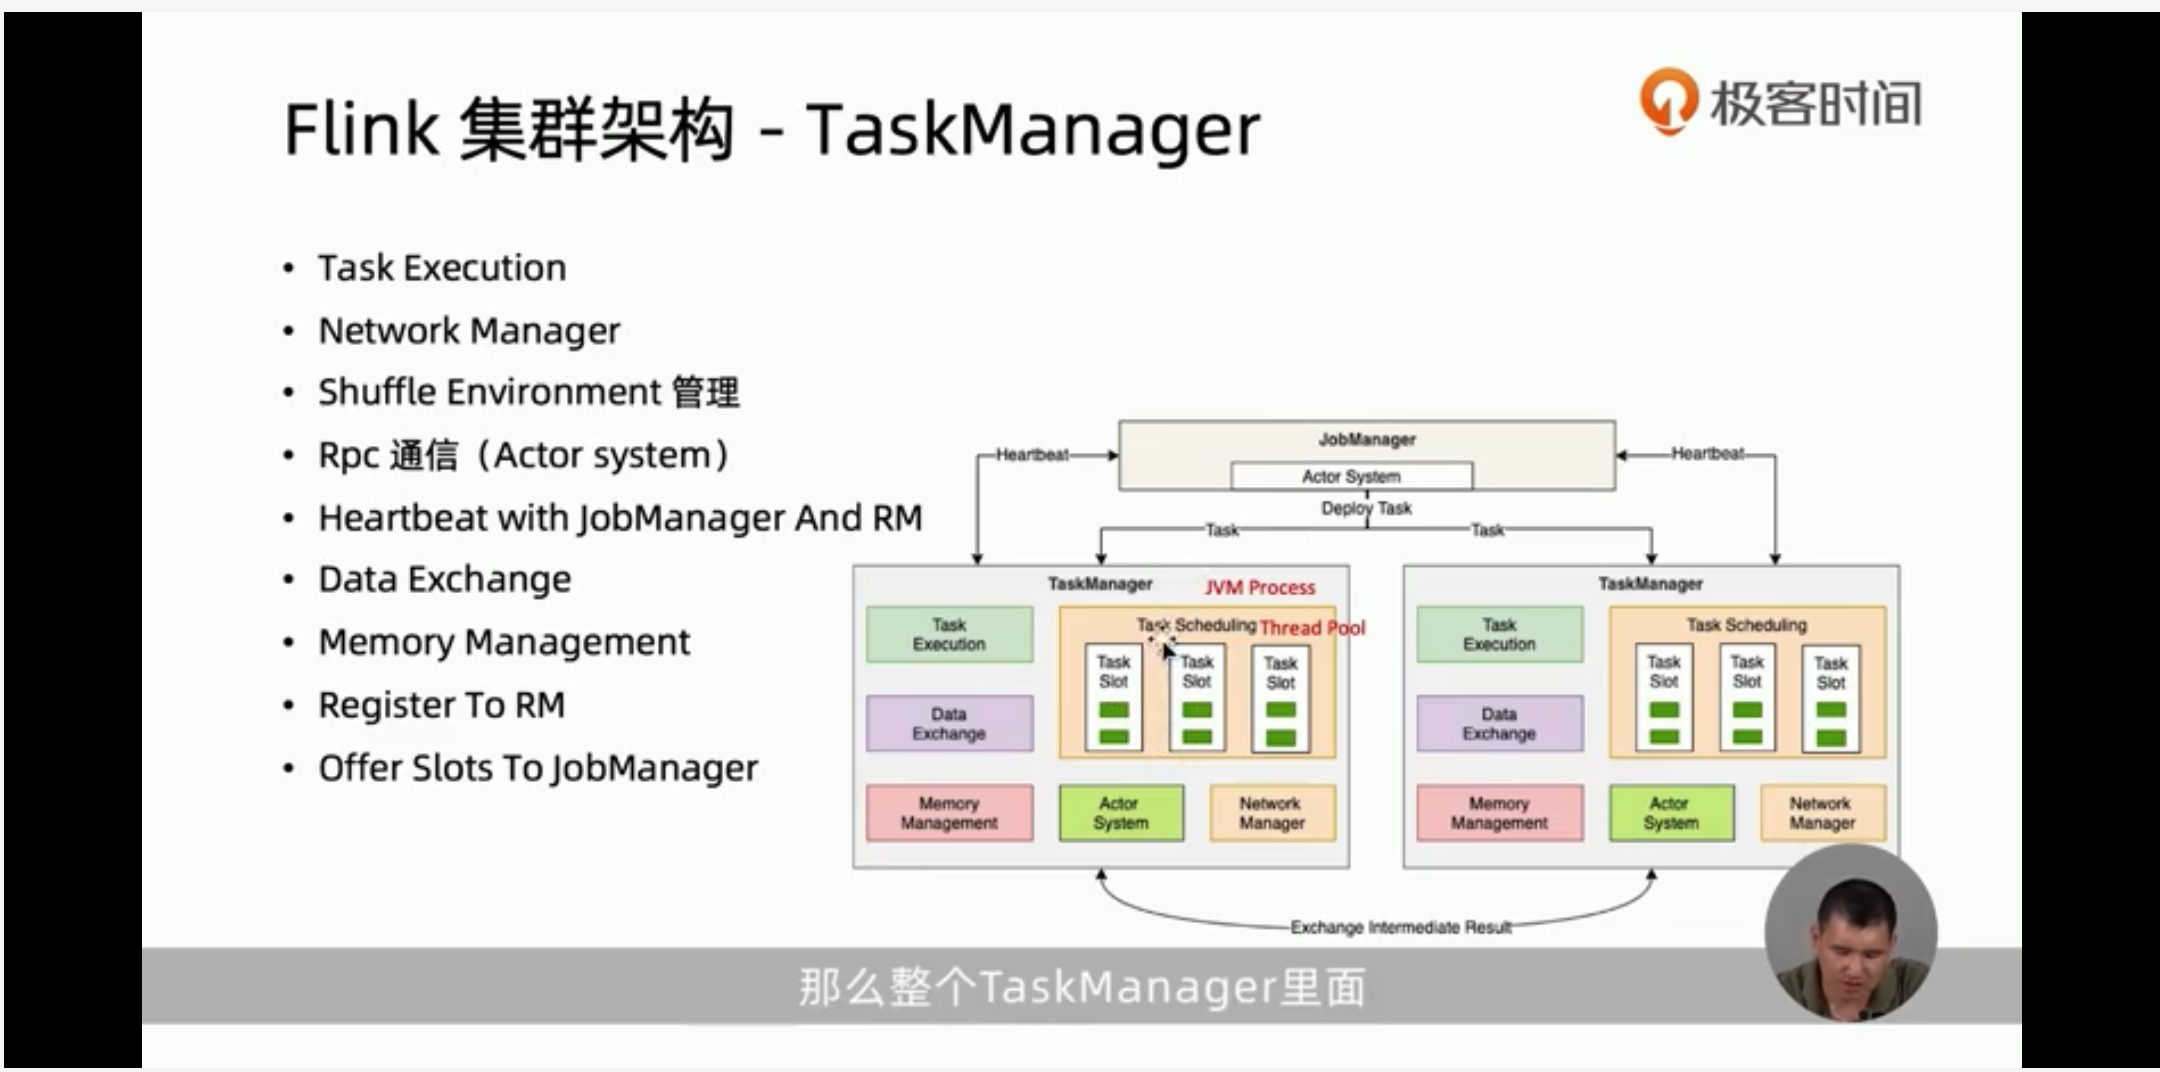 Flink 集群架构 - TaskManager
极客时间
• Task Execution
• Network Manager
• Shuffle Environment 管理
• Rpc 通信（Actor system）
• Heartbeat with JobManager And RM
• Data Exchange
• Memory Management
• Register To RM
• Offer Slots To JobManager
JobManager
Actor System
Heartbeat
Heartbeat
Deploy Task
Task
Task
TaskManager
JVM Process
Task
Execution
Task Scheduling
Thread Pool
Task
Slot
Task
Slot
Task
Slot
Data
Exchange
Memory
Management
Actor
System
Network
Manager
TaskManager
Task
Execution
Task Scheduling
Task
Slot
Task
Slot
Task
Slot
Data
Exchange
Memory
Management
Actor
System
Network
Manager
Exchange Intermediate Result
那么整个TaskManager里面